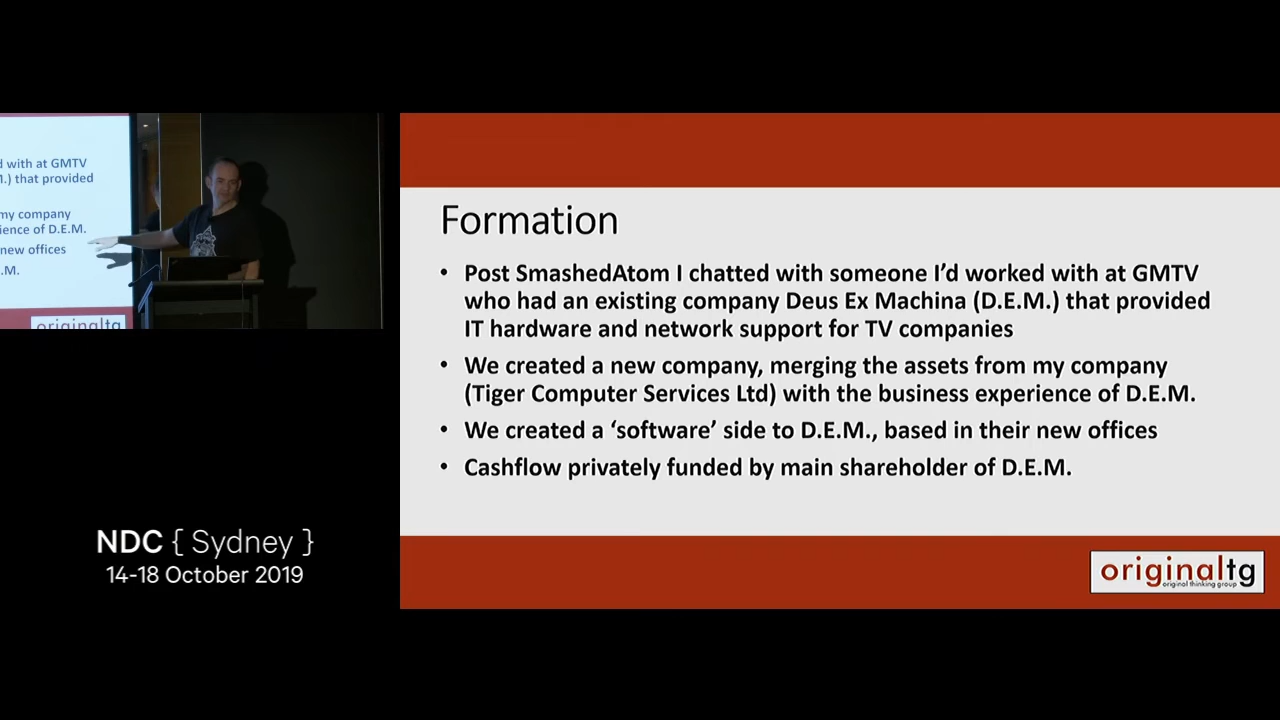 d with at GMTV
M.) that provided
my company
ience of D.E.M.
new offices
.M.
originaltg
NDC { Sydney }
14-18 October 2019
Formation
• Post SmashedAtom I chatted with someone I’d worked with at GMTV
who had an existing company Deus Ex Machina (D.E.M.) that provided
IT hardware and network support for TV companies
• We created a new company, merging the assets from my company
(Tiger Computer Services Ltd) with the business experience of D.E.M.
• We created a ‘software’ side to D.E.M., based in their new offices
• Cashflow privately funded by main shareholder of D.E.M.
originaltg
original thinking group